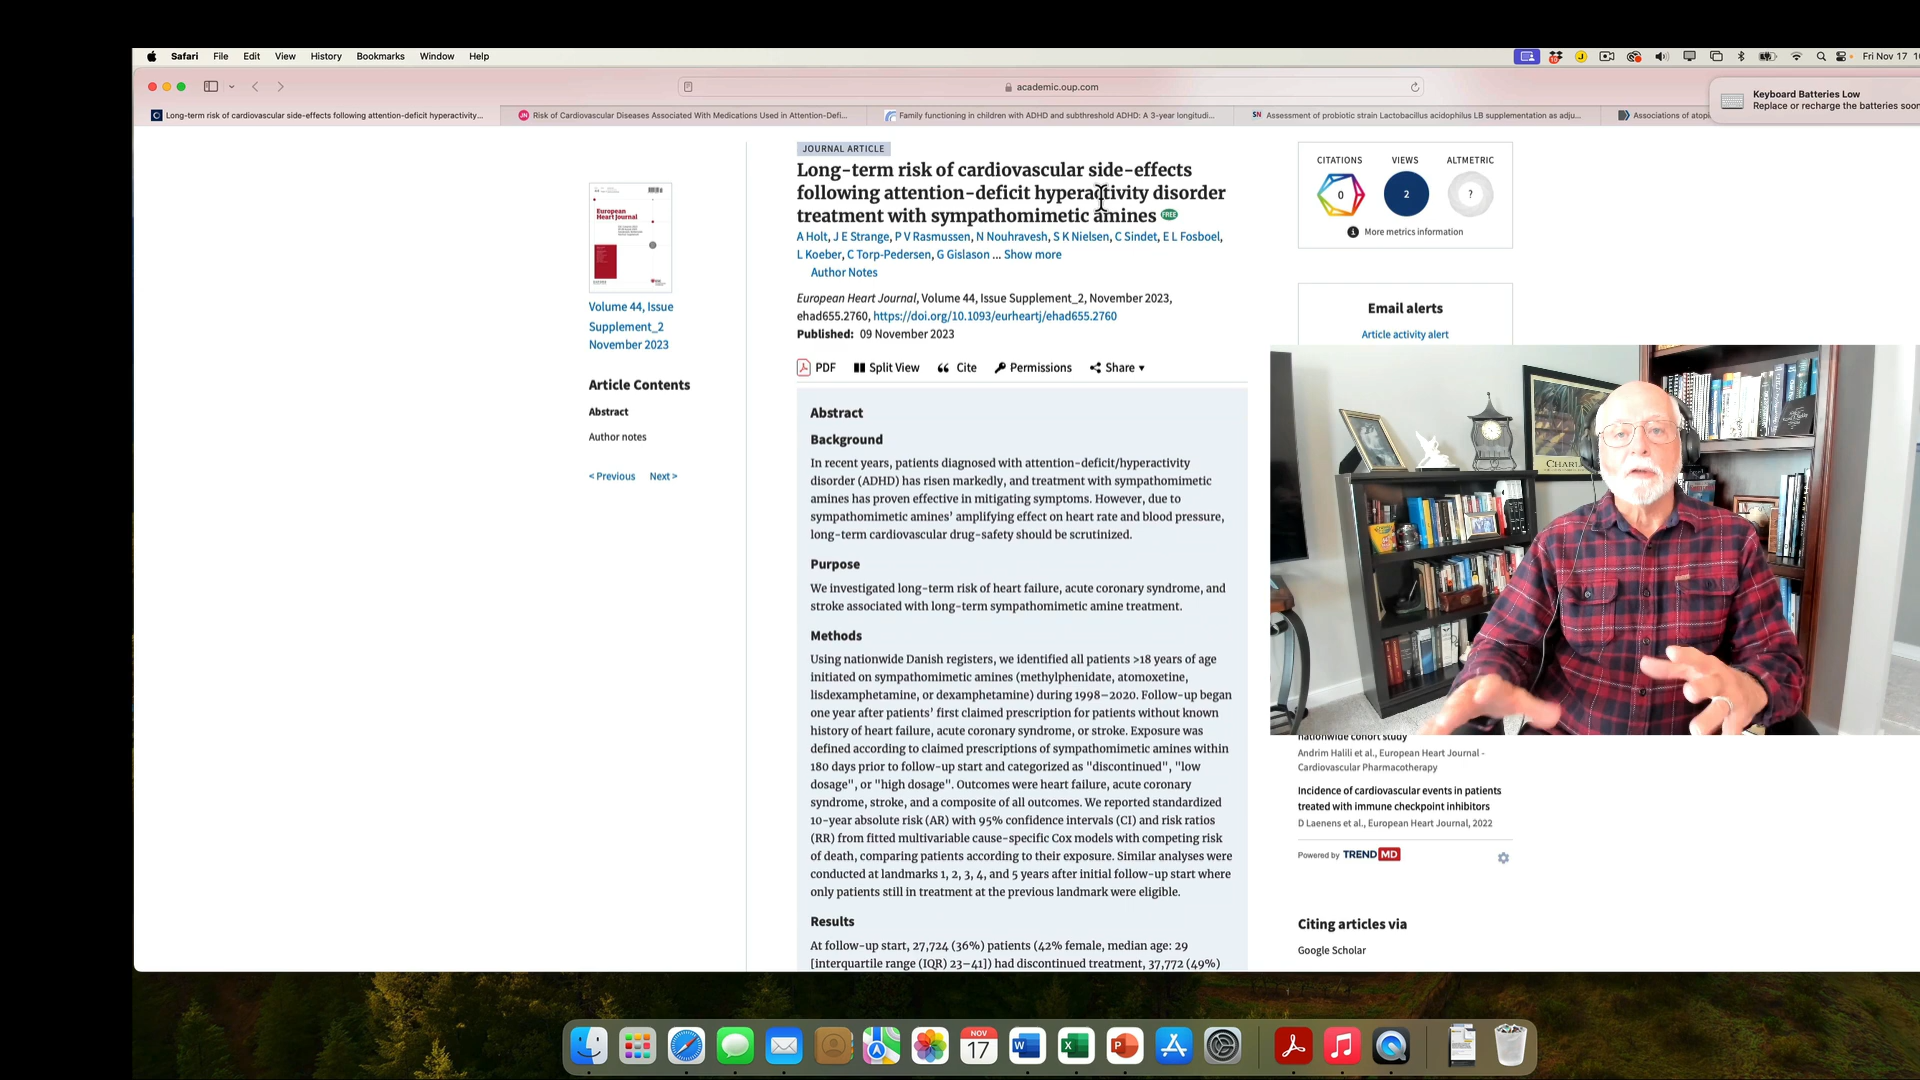 Safari File Edit View History Bookmarks Window Help
Fri Nov 17
academic.oup.com
Keyboard Batteries Low
Replace or recharge the batteries soon
Long-term risk of cardiovascular side-effects following attention-deficit hyperactivity...
Risk of Cardiovascular Diseases Associated With Medications Used in Attention-Defi...
Family functioning in children with ADHD and subthreshold ADHD: A 3-year longitudi...
Assessment of probiotic strain Lactobacillus acidophilus LB supplementation as adju...
Associations of atopi
European
Heart Journal
Volume 44, Issue
Supplement_2
November 2023
Article Contents
Abstract
Author notes
< Previous Next >
JOURNAL ARTICLE
Long-term risk of cardiovascular side-effects
following attention-deficit hyperactivity disorder
treatment with sympathomimetic amines FREE
A Holt, J E Strange, P V Rasmussen, N Nouhravesh, S K Nielsen, C Sindet, E L Fosboel,
L Koeber, C Torp-Pedersen, G Gislason ... Show more
Author Notes
European Heart Journal, Volume 44, Issue Supplement_2, November 2023,
ehad655.2760, https://doi.org/10.1093/eurheartj/ehad655.2760
Published: 09 November 2023
PDF Split View Cite Permissions Share
Abstract
Background
In recent years, patients diagnosed with attention-deficit/hyperactivity
disorder (ADHD) has risen markedly, and treatment with sympathomimetic
amines has proven effective in mitigating symptoms. However, due to
sympathomimetic amines' amplifying effect on heart rate and blood pressure,
long-term cardiovascular drug-safety should be scrutinized.
Purpose
We investigated long-term risk of heart failure, acute coronary syndrome, and
stroke associated with long-term sympathomimetic amine treatment.
Methods
Using nationwide Danish registers, we identified all patients >18 years of age
initiated on sympathomimetic amines (methylphenidate, atomoxetine,
lisdexamphetamine, or dexamphetamine) during 1998–2020. Follow-up began
one year after patients' first claimed prescription for patients without known
history of heart failure, acute coronary syndrome, or stroke. Exposure was
defined according to claimed prescriptions of sympathomimetic amines within
180 days prior to follow-up start and categorized as "discontinued", "low
dosage", or "high dosage". Outcomes were heart failure, acute coronary
syndrome, stroke, and a composite of all outcomes. We reported standardized
10-year absolute risk (AR) with 95% confidence intervals (CI) and risk ratios
(RR) from fitted multivariable cause-specific Cox models with competing risk
of death, comparing patients according to their exposure. Similar analyses were
conducted at landmarks 1, 2, 3, 4, and 5 years after initial follow-up start where
only patients still in treatment at the previous landmark were eligible.
Results
At follow-up start, 27,724 (36%) patients (42% female, median age: 29
[interquartile range (IQR) 23–41]) had discontinued treatment, 37,772 (49%)
CITATIONS VIEWS ALTMETRIC
0 2 ?
More metrics information
Email alerts
Article activity alert
CHARL
nationwide cohort study
Andrim Halili et al., European Heart Journal -
Cardiovascular Pharmacotherapy
Incidence of cardiovascular events in patients
treated with immune checkpoint inhibitors
D Laenens et al., European Heart Journal, 2022
Powered by TREND MD
Citing articles via
Google Scholar
NOV
17